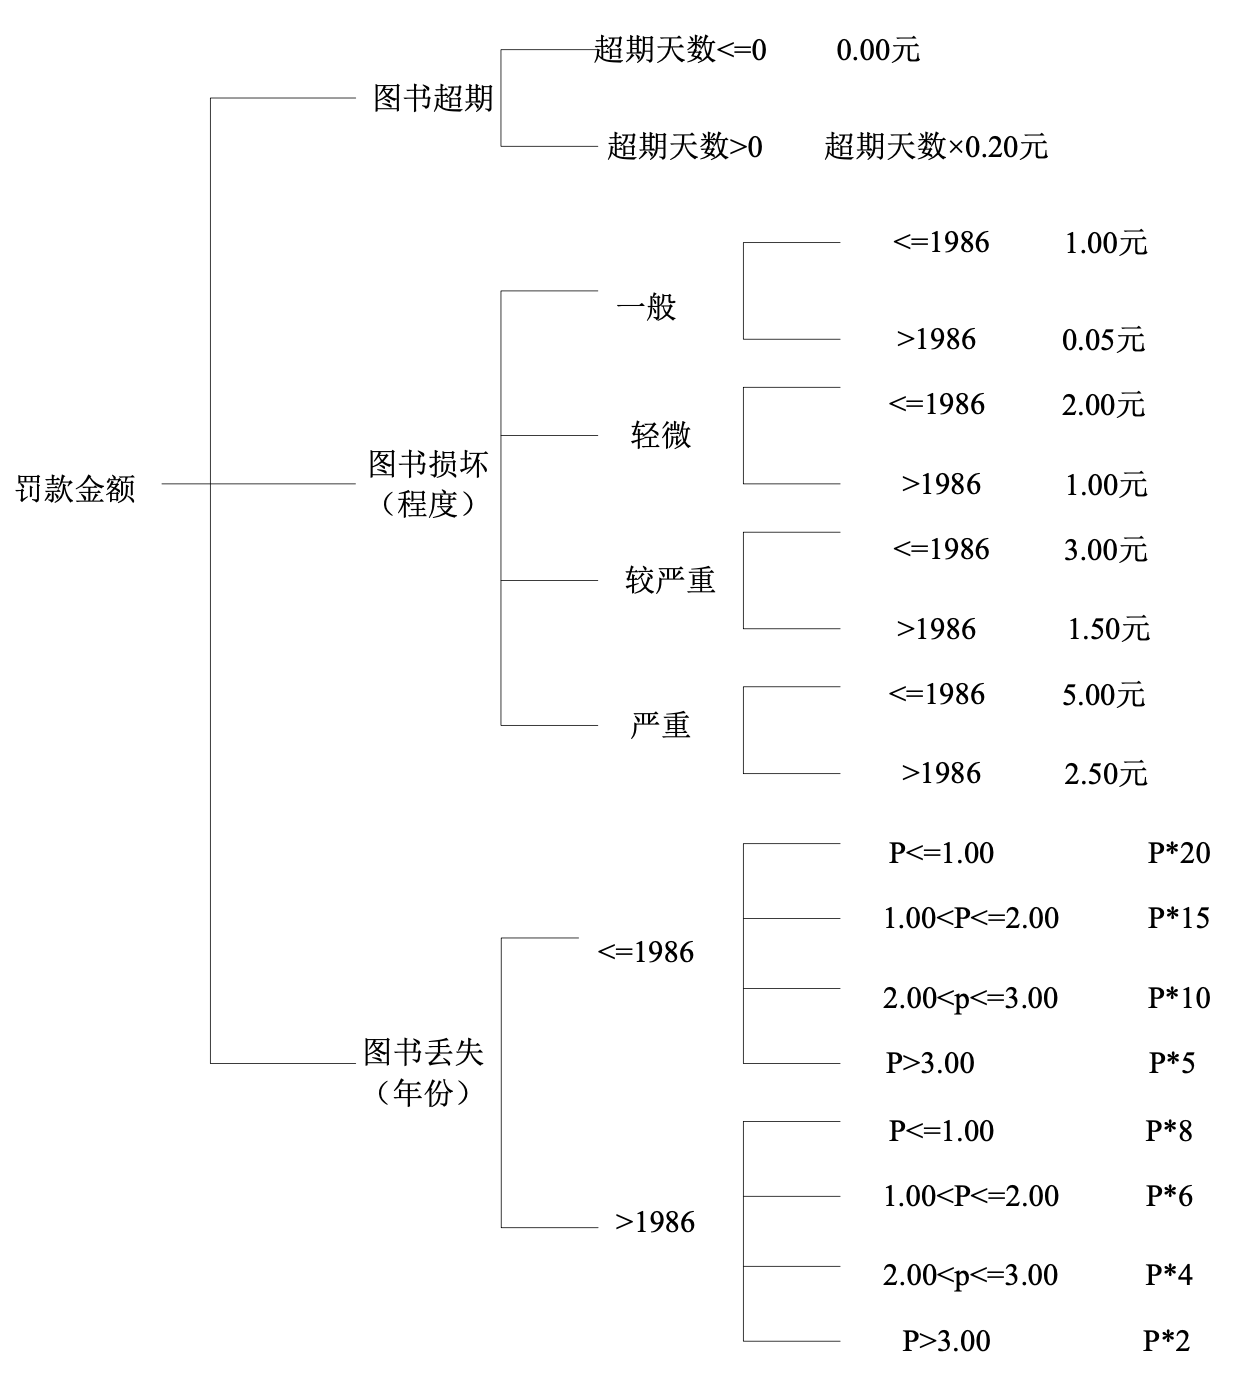 超期天数<=0 0.00元
图书超期
超期天数>0 超期天数×0.20元
<=1986 1.00元
一般
>1986 0.05元
<=1986 2.00元
轻微
>1986 1.00元
图书损坏
（程度）
罚款金额
<=1986 3.00元
较严重
>1986 1.50元
<=1986 5.00元
严重
>1986 2.50元
P<=1.00 P*20
1.00<P<=2.00 P*15
<=1986
2.00<p<=3.00 P*10
P>3.00 P*5
图书丢失
（年份）
P<=1.00 P*8
1.00<P<=2.00 P*6
>1986
2.00<p<=3.00 P*4
P>3.00 P*2